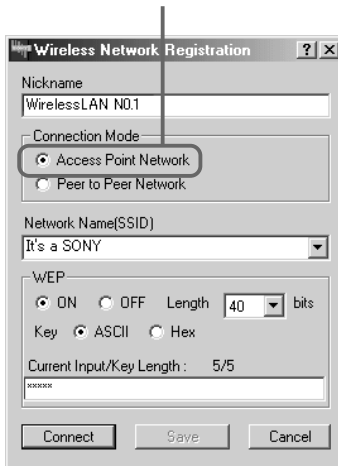 Wireless Network Registration
Nickname
WirelessLAN N0.1
Connection Mode
Access Point Network
Peer to Peer Network
Network Name(SSID)
It's a SONY
WEP
ON OFF Length 40 bits
Key ASCII Hex
Current Input/Key Length : 5/5
*****
Connect Save Cancel